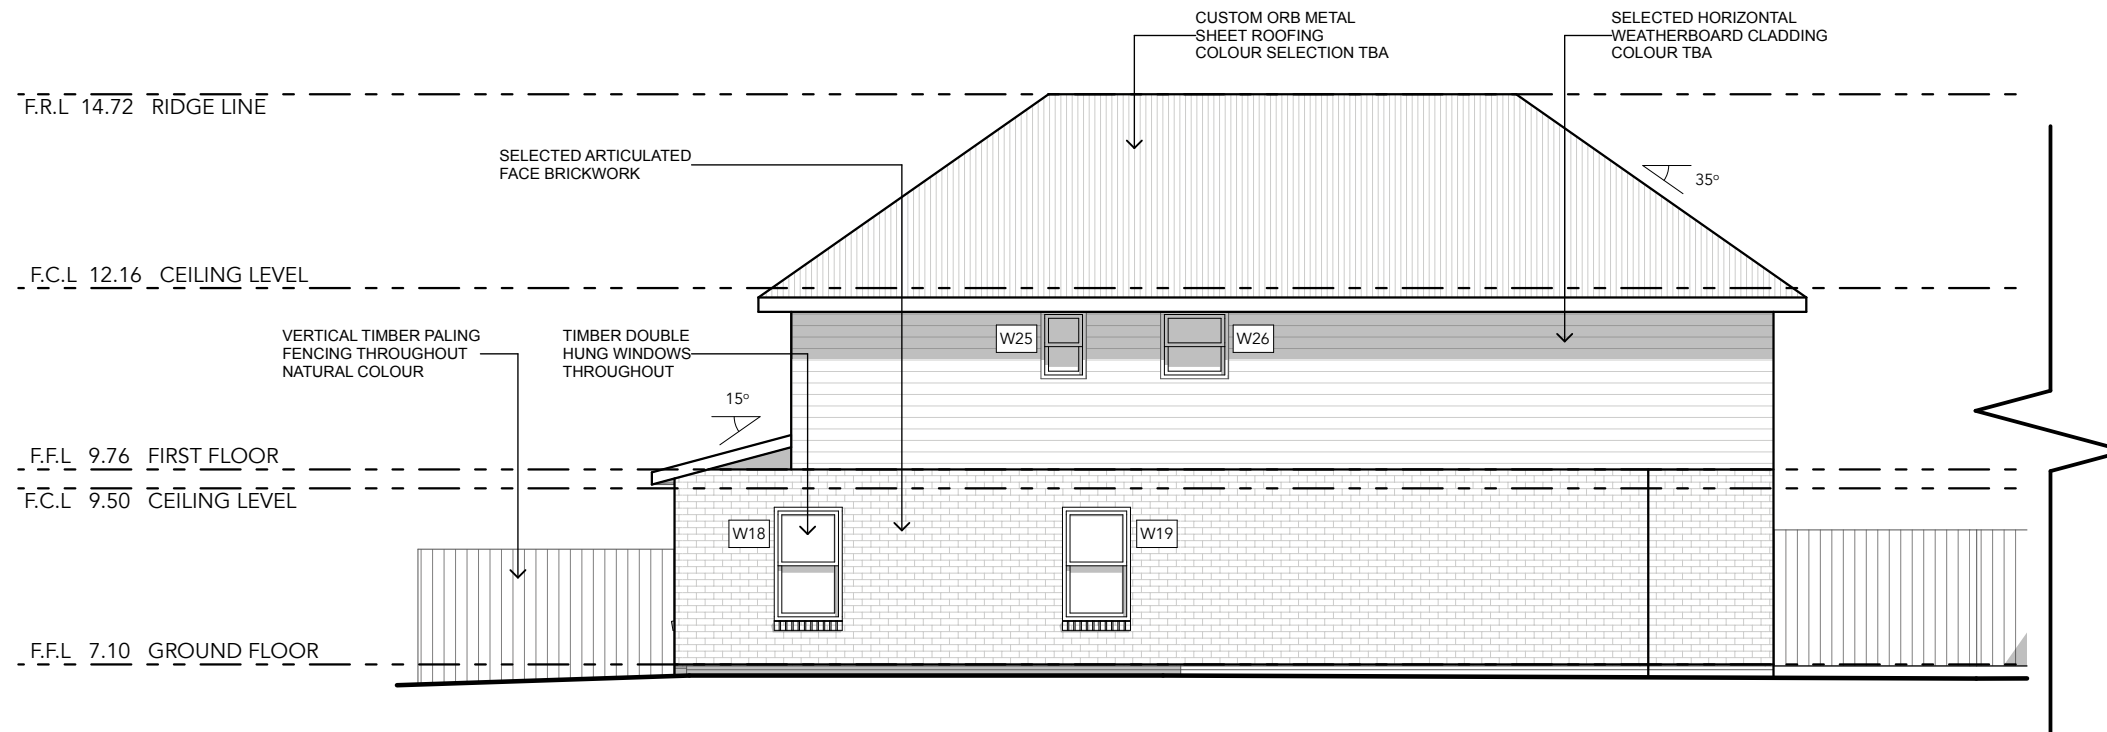 CUSTOM ORB METAL
SHEET ROOFING
COLOUR SELECTION TBA
SELECTED HORIZONTAL
WEATHERBOARD CLADDING
COLOUR TBA
F.R.L 14.72 RIDGE LINE
SELECTED ARTICULATED
FACE BRICKWORK
35°
F.C.L 12.16 CEILING LEVEL
VERTICAL TIMBER PALING
FENCING THROUGHOUT
NATURAL COLOUR
TIMBER DOUBLE
HUNG WINDOWS
THROUGHOUT
W25
W26
15°
F.F.L 9.76 FIRST FLOOR
F.C.L 9.50 CEILING LEVEL
W18
W19
F.F.L 7.10 GROUND FLOOR